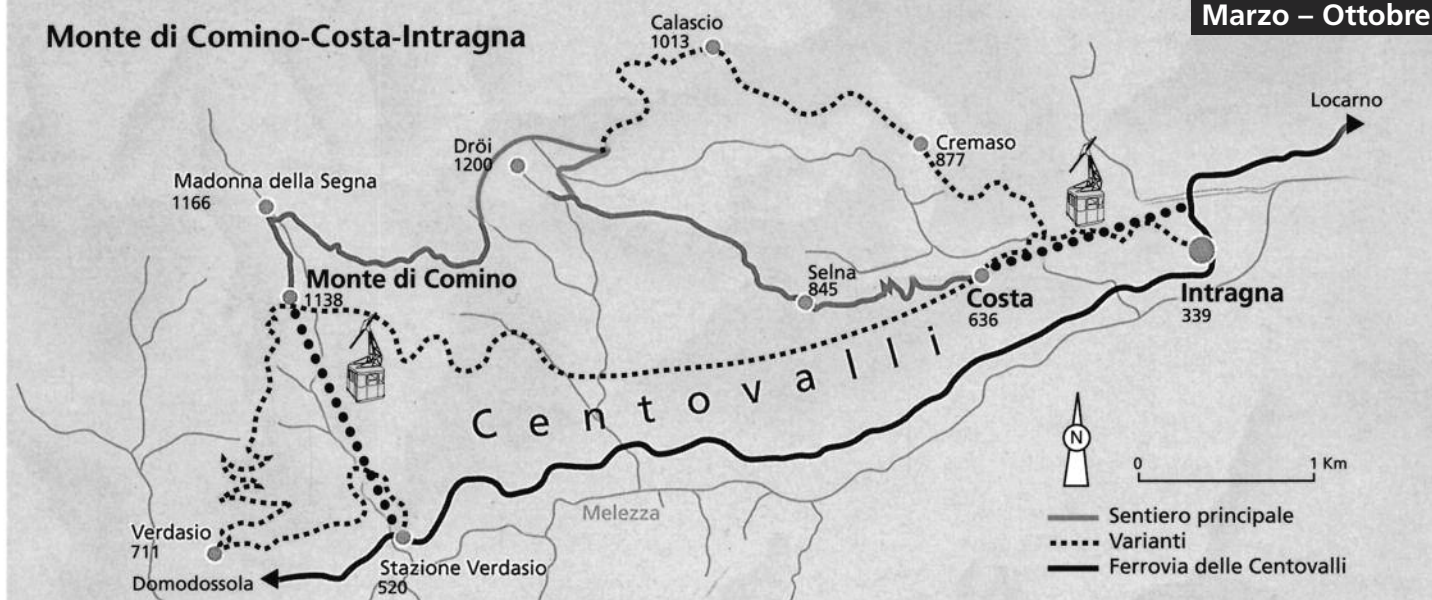 Marzo – Ottobre
Monte di Comino-Costa-Intragna
Calascio
1013
Locarno
Dröi
1200
Cremaso
877
Madonna della Segna
1166
Monte di Comino
1138
Selna
845
Costa
636
Intragna
339
Centovalli
N
0 1 Km
Melezza
Sentiero principale
Varianti
Ferrovia delle Centovalli
Verdasio
711
Domodossola
Stazione Verdasio
520